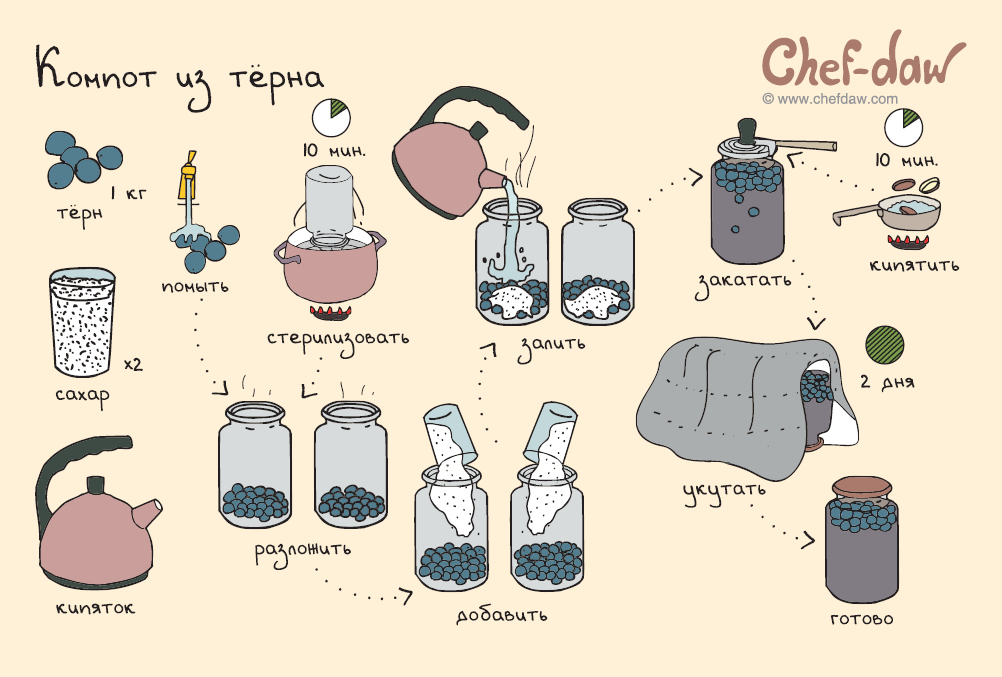 Компот из тёрна
Chef-daw
© www.chefdaw.com
1 кг
тёрн
помыть
10 мин.
стерилизовать
сахар
x2
кипяток
разложить
добавить
залить
закатать
10 мин.
кипятить
укутать
2 дня
готово